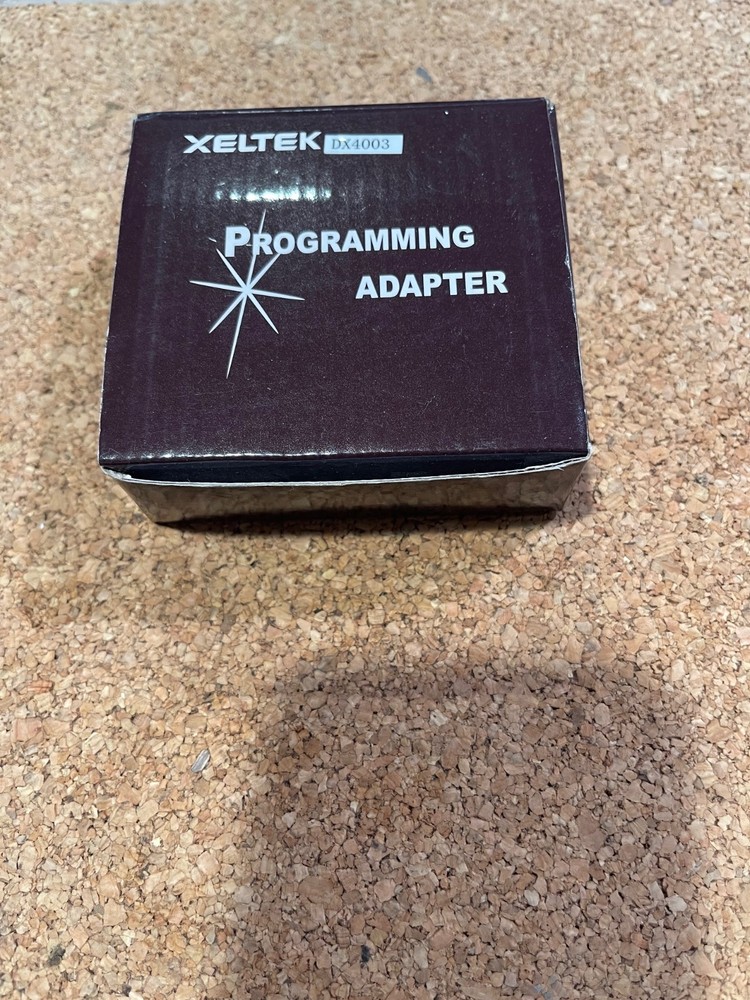 XELTEK DX4003
PROGRAMMING
ADAPTER